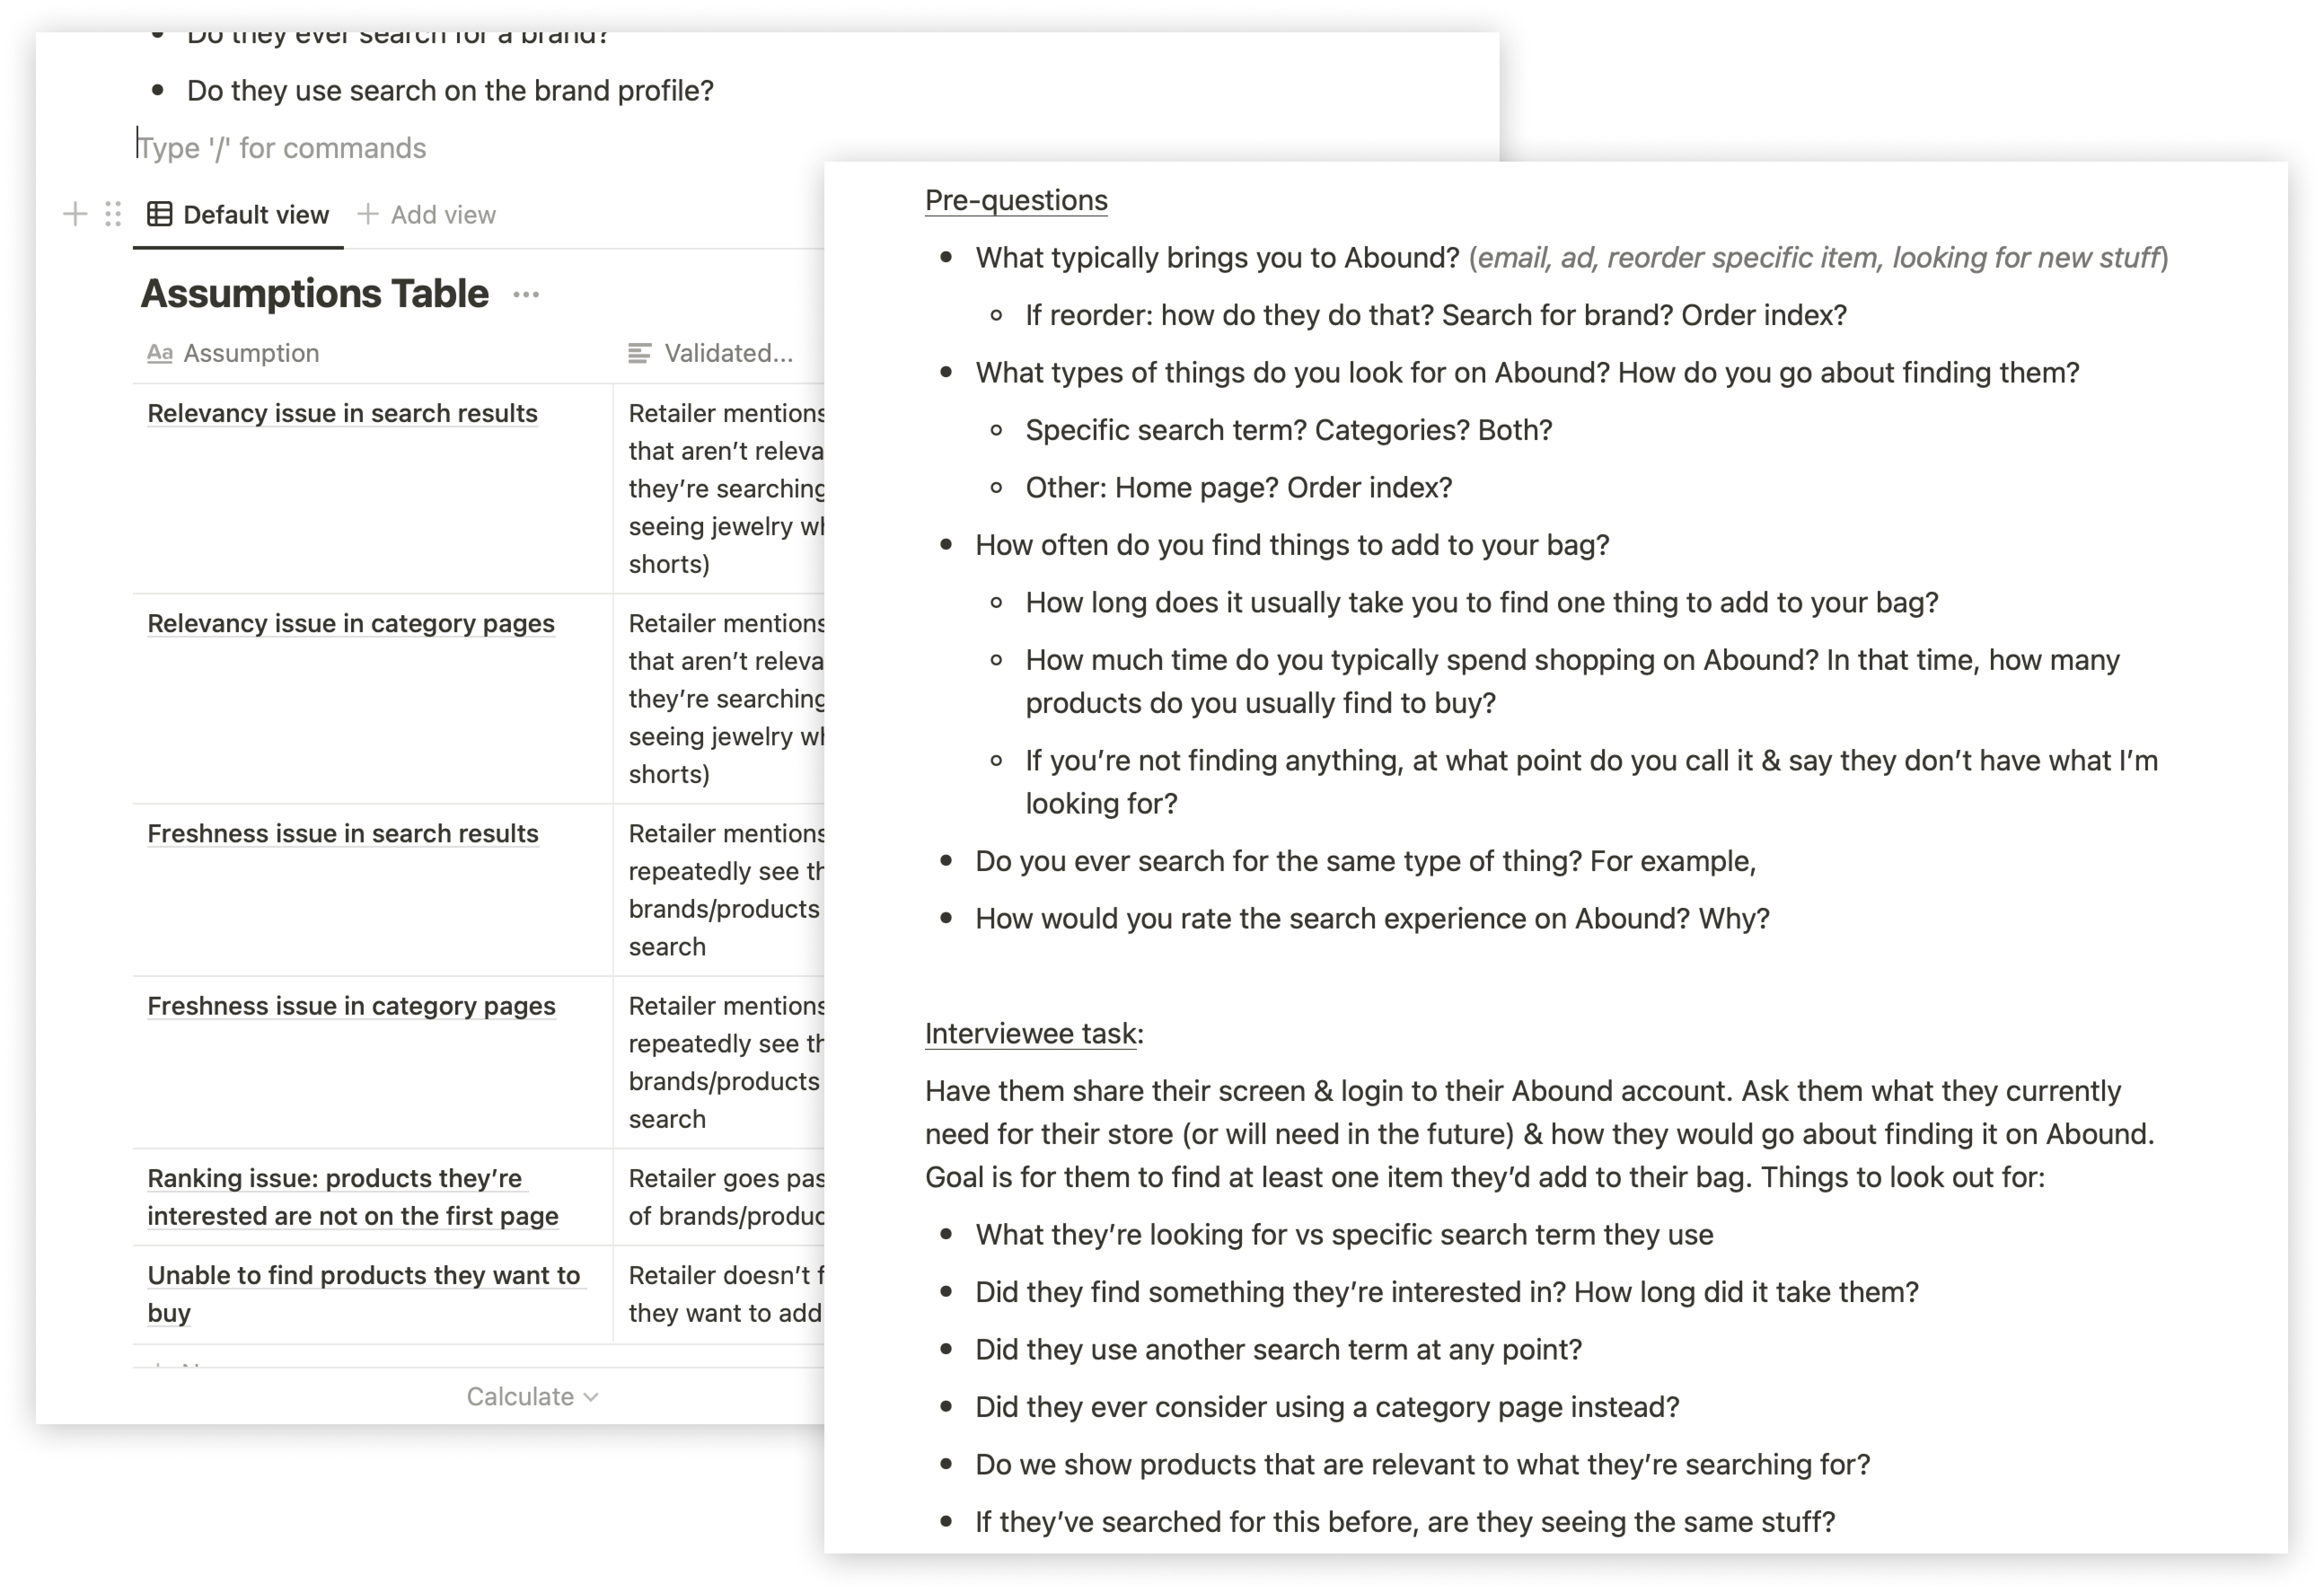 Do they ever search for a brand?
Do they use search on the brand profile?
Type '/' for commands
Default view
Add view
Assumptions Table
Aa Assumption
Validated...
Relevancy issue in search results
Retailer mentions
that aren’t releva
they’re searching
seeing jewelry wh
shorts)
Relevancy issue in category pages
Retailer mentions
that aren’t releva
they’re searching
seeing jewelry wh
shorts)
Freshness issue in search results
Retailer mentions
repeatedly see th
brands/products
search
Freshness issue in category pages
Retailer mentions
repeatedly see th
brands/products
search
Ranking issue: products they’re
interested are not on the first page
Retailer goes pas
of brands/produc
Unable to find products they want to
buy
Retailer doesn’t f
they want to add
Calculate
Pre-questions
What typically brings you to Abound? (email, ad, reorder specific item, looking for new stuff)
If reorder: how do they do that? Search for brand? Order index?
What types of things do you look for on Abound? How do you go about finding them?
Specific search term? Categories? Both?
Other: Home page? Order index?
How often do you find things to add to your bag?
How long does it usually take you to find one thing to add to your bag?
How much time do you typically spend shopping on Abound? In that time, how many
products do you usually find to buy?
If you’re not finding anything, at what point do you call it & say they don’t have what I’m
looking for?
Do you ever search for the same type of thing? For example,
How would you rate the search experience on Abound? Why?
Interviewee task:
Have them share their screen & login to their Abound account. Ask them what they currently
need for their store (or will need in the future) & how they would go about finding it on Abound.
Goal is for them to find at least one item they’d add to their bag. Things to look out for:
What they’re looking for vs specific search term they use
Did they find something they’re interested in? How long did it take them?
Did they use another search term at any point?
Did they ever consider using a category page instead?
Do we show products that are relevant to what they’re searching for?
If they’ve searched for this before, are they seeing the same stuff?